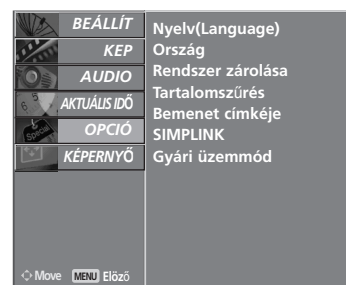 BEÁLLÍT
KEP
AUDIO
AKTUÁLIS IDŐ
OPCIÓ
KÉPERNYŐ
Nyelv(Language)
Ország
Rendszer zárolása
Tartalomszűrés
Bemenet címkéje
SIMPLINK
Gyári üzemmód
Move MENU Elöző